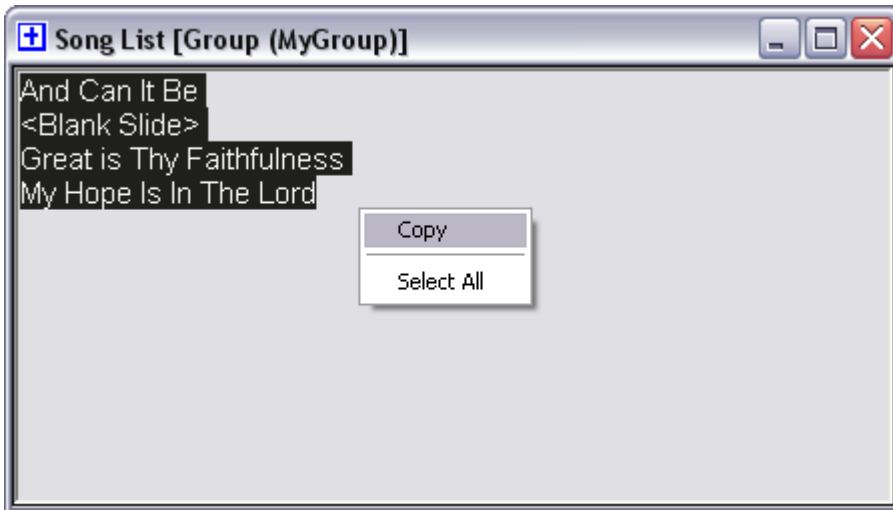 Song List [Group (MyGroup)]
And Can It Be
<Blank Slide>
Great is Thy Faithfulness
My Hope Is In The Lord
Copy
Select All